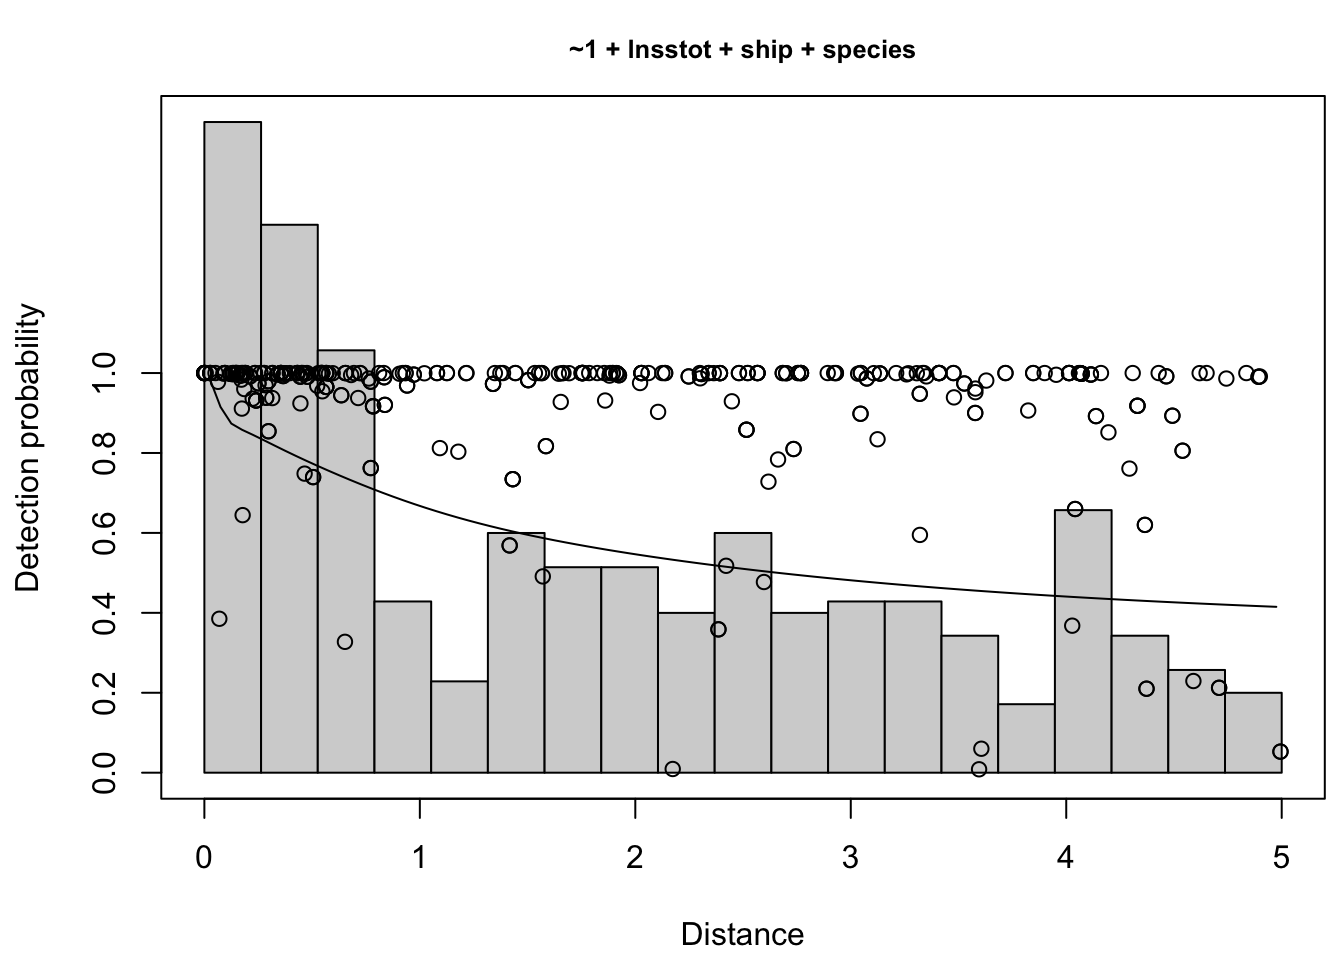 ~1 + lnsstot + ship + species
Detection probability
1.0
0.8
0.6
0.4
0.2
0.0
0 1 2 3 4 5
Distance